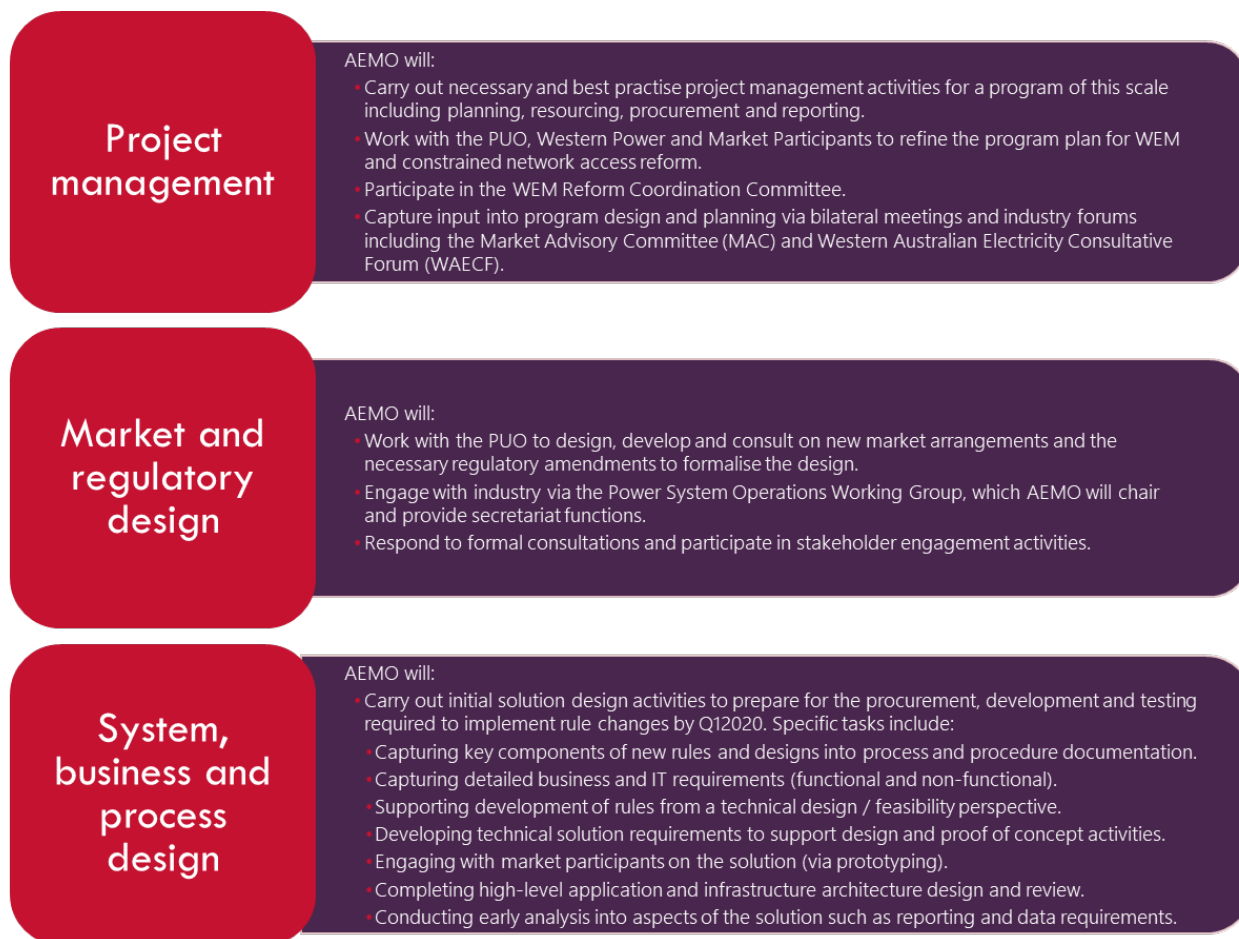 Project
management
AEMO will:
• Carry out necessary and best practise project management activities for a program of this scale
including planning, resourcing, procurement and reporting.
• Work with the PUO, Western Power and Market Participants to refine the program plan for WEM
and constrained network access reform.
• Participate in the WEM Reform Coordination Committee.
• Capture input into program design and planning via bilateral meetings and industry forums
including the Market Advisory Committee (MAC) and Western Australian Electricity Consultative
Forum (WAECF).
Market and
regulatory
design
AEMO will:
• Work with the PUO to design, develop and consult on new market arrangements and the
necessary regulatory amendments to formalise the design.
• Engage with industry via the Power System Operations Working Group, which AEMO will chair
and provide secretariat functions.
• Respond to formal consultations and participate in stakeholder engagement activities.
System,
business and
process
design
AEMO will:
• Carry out initial solution design activities to prepare for the procurement, development and testing
required to implement rule changes by Q12020. Specific tasks include:
• Capturing key components of new rules and designs into process and procedure documentation.
• Capturing detailed business and IT requirements (functional and non-functional).
• Supporting development of rules from a technical design / feasibility perspective.
• Developing technical solution requirements to support design and proof of concept activities.
• Engaging with market participants on the solution (via prototyping).
• Completing high-level application and infrastructure architecture design and review.
• Conducting early analysis into aspects of the solution such as reporting and data requirements.